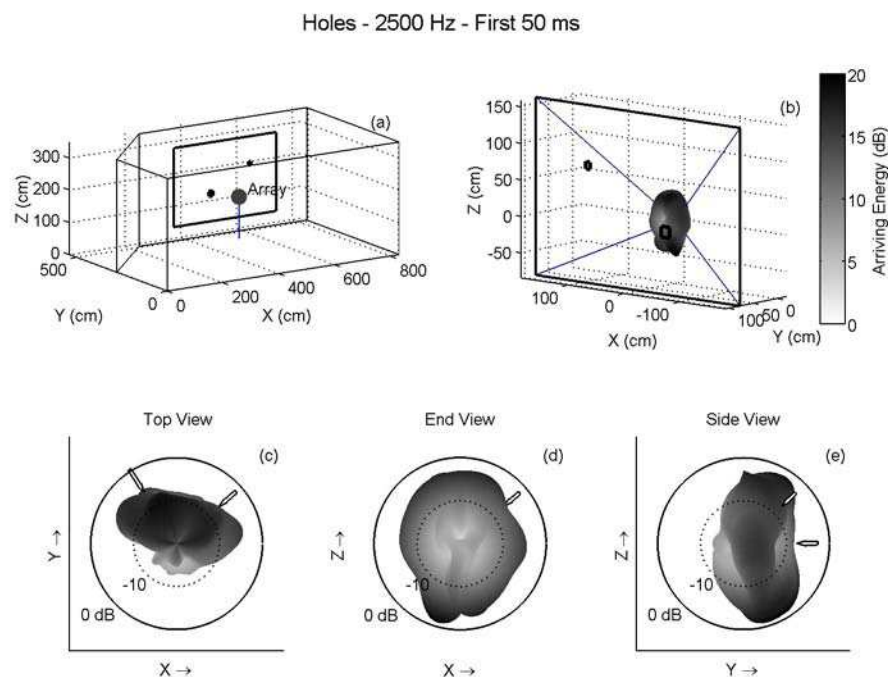 Holes - 2500 Hz - First 50 ms
(a)
300
200
100
0
Z (cm)
500
0
Y (cm)
0
200
400
600
800
X (cm)
Array
(b)
150
100
50
0
-50
Z (cm)
100
0
-100
X (cm)
100
50
0
Y (cm)
20
15
10
5
0
Arriving Energy (dB)
Top View
(c)
Y →
-10
0 dB
X →
End View
(d)
Z →
-10
0 dB
X →
Side View
(e)
Z →
-10
0 dB
Y →